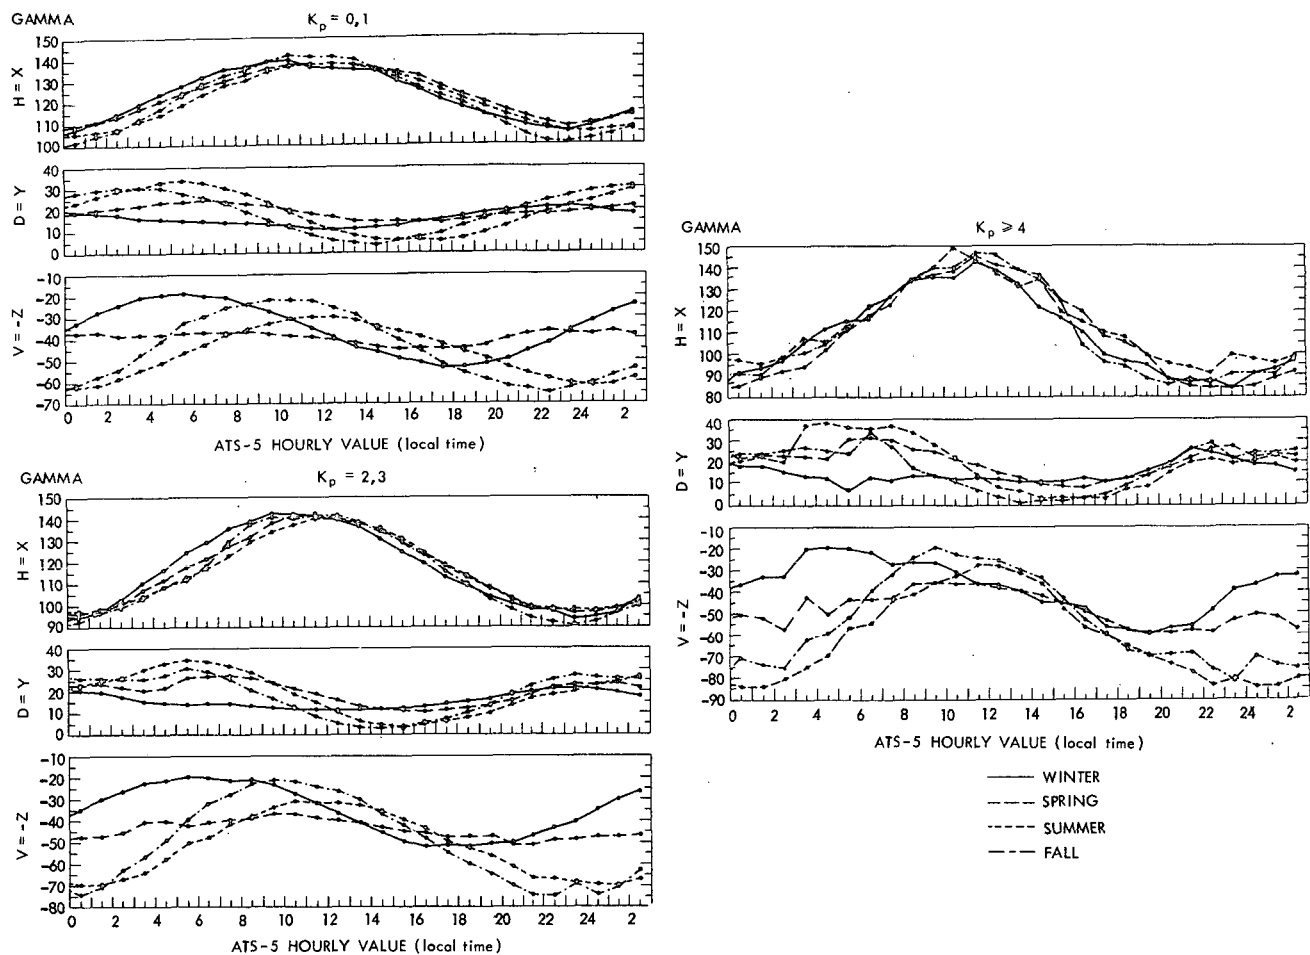 GAMMA
Kp = 0,1
150
140
130
120
110
100
H = X
40
30
20
10
0
D = Y
-10
-20
-30
-40
-50
-60
-70
V = -Z
0 2 4 6 8 10 12 14 16 18 20 22 24 2
ATS-5 HOURLY VALUE (local time)
GAMMA
Kp = 2,3
150
140
130
120
110
100
90
H = X
40
30
20
10
0
D = Y
-10
-20
-30
-40
-50
-60
-70
-80
V = -Z
0 2 4 6 8 10 12 14 16 18 20 22 24 2
ATS-5 HOURLY VALUE (local time)
GAMMA
Kp ≥ 4
150
140
130
120
110
100
90
80
H = X
40
30
20
10
0
D = Y
-10
-20
-30
-40
-50
-60
-70
-80
-90
V = -Z
0 2 4 6 8 10 12 14 16 18 20 22 24 2
ATS-5 HOURLY VALUE (local time)
WINTER
SPRING
SUMMER
FALL